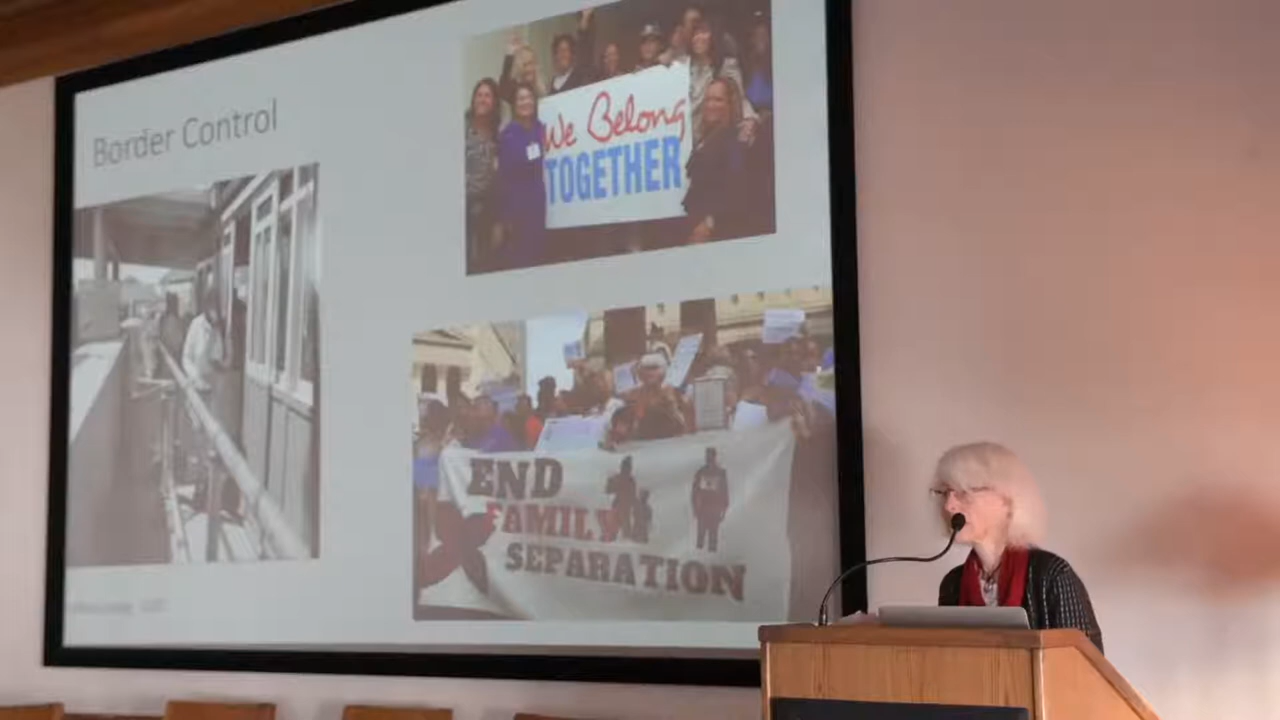 Border Control
We Belong
TOGETHER
END
FAMILY
SEPARATION